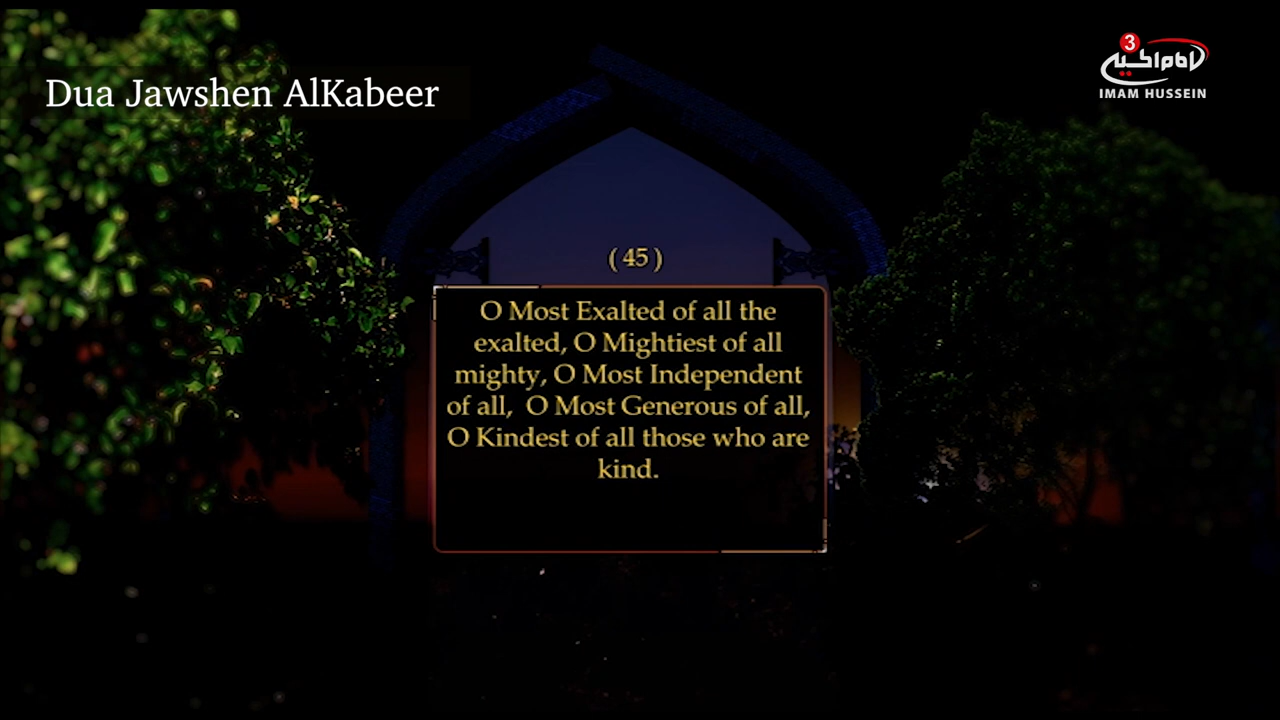 Dua Jawshen AlKabeer
3
IMAM HUSSEIN
( 45 )
O Most Exalted of all the
exalted, O Mightiest of all
mighty, O Most Independent
of all,  O Most Generous of all,
O Kindest of all those who are
kind.